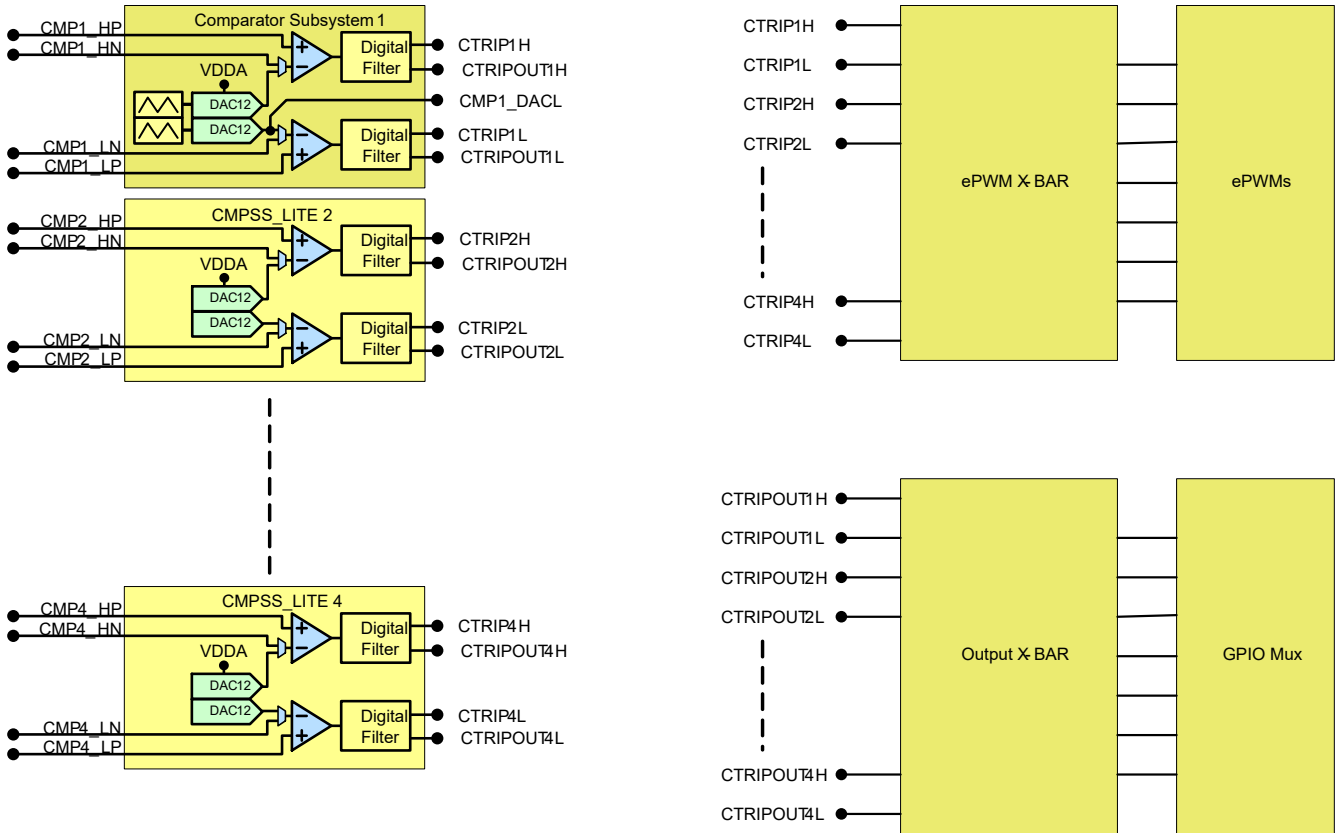 Comparator Subsystem 1
CMP1_HP
CMP1_HN
VDDA
DAC12
DAC12
CMP1_LN
CMP1_LP
Digital
Filter
Digital
Filter
CTRIP1H
CTRIPOUT1H
CMP1_DACL
CTRIP1L
CTRIPOUT1L
CMPSS_LITE 2
CMP2_HP
CMP2_HN
VDDA
DAC12
DAC12
CMP2_LN
CMP2_LP
Digital
Filter
Digital
Filter
CTRIP2H
CTRIPOUT2H
CTRIP2L
CTRIPOUT2L
CMPSS_LITE 4
CMP4_HP
CMP4_HN
VDDA
DAC12
DAC12
CMP4_LN
CMP4_LP
Digital
Filter
Digital
Filter
CTRIP4H
CTRIPOUT4H
CTRIP4L
CTRIPOUT4L
CTRIP1H
CTRIP1L
CTRIP2H
CTRIP2L
CTRIP4H
CTRIP4L
ePWM X-BAR
ePWMs
CTRIPOUT1H
CTRIPOUT1L
CTRIPOUT2H
CTRIPOUT2L
CTRIPOUT4H
CTRIPOUT4L
Output X-BAR
GPIO Mux